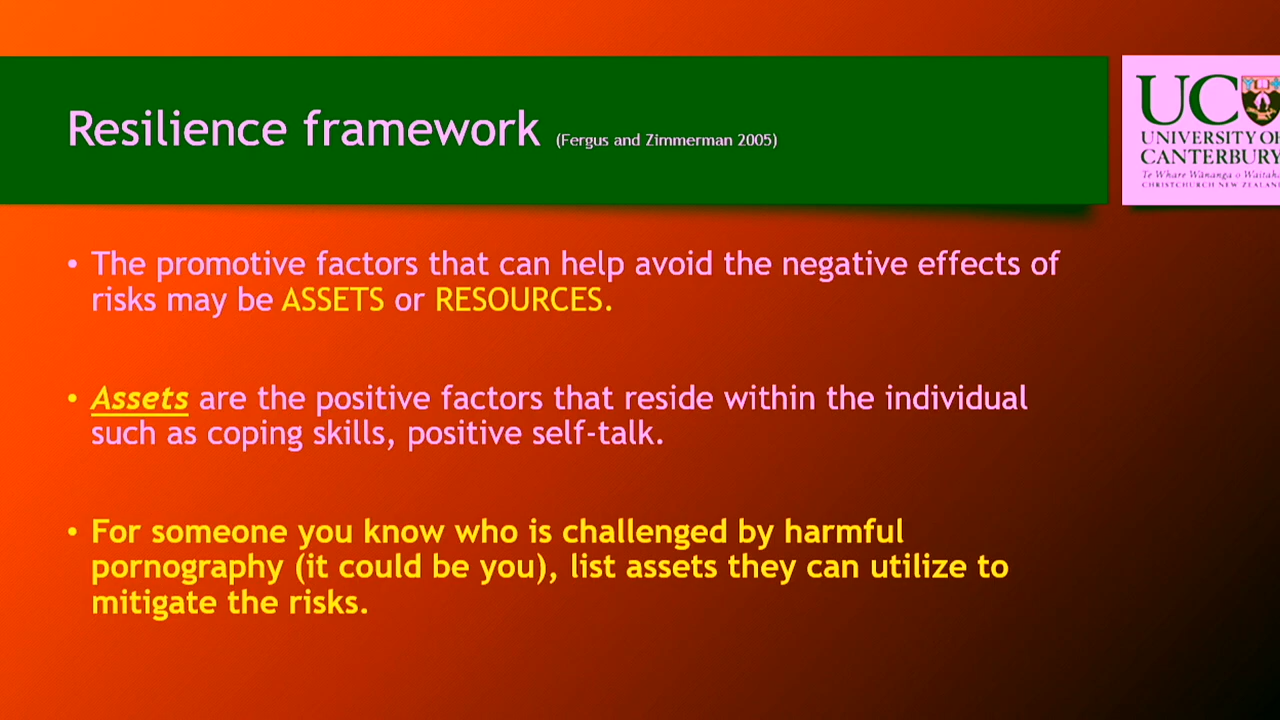 Resilience framework (Fergus and Zimmerman 2005)
UC
UNIVERSITY OF
CANTERBURY
Te Whare Wānanga o Waitaha
CHRISTCHURCH NEW ZEALAND
• The promotive factors that can help avoid the negative effects of
risks may be ASSETS or RESOURCES.
• Assets are the positive factors that reside within the individual
such as coping skills, positive self-talk.
• For someone you know who is challenged by harmful
pornography (it could be you), list assets they can utilize to
mitigate the risks.